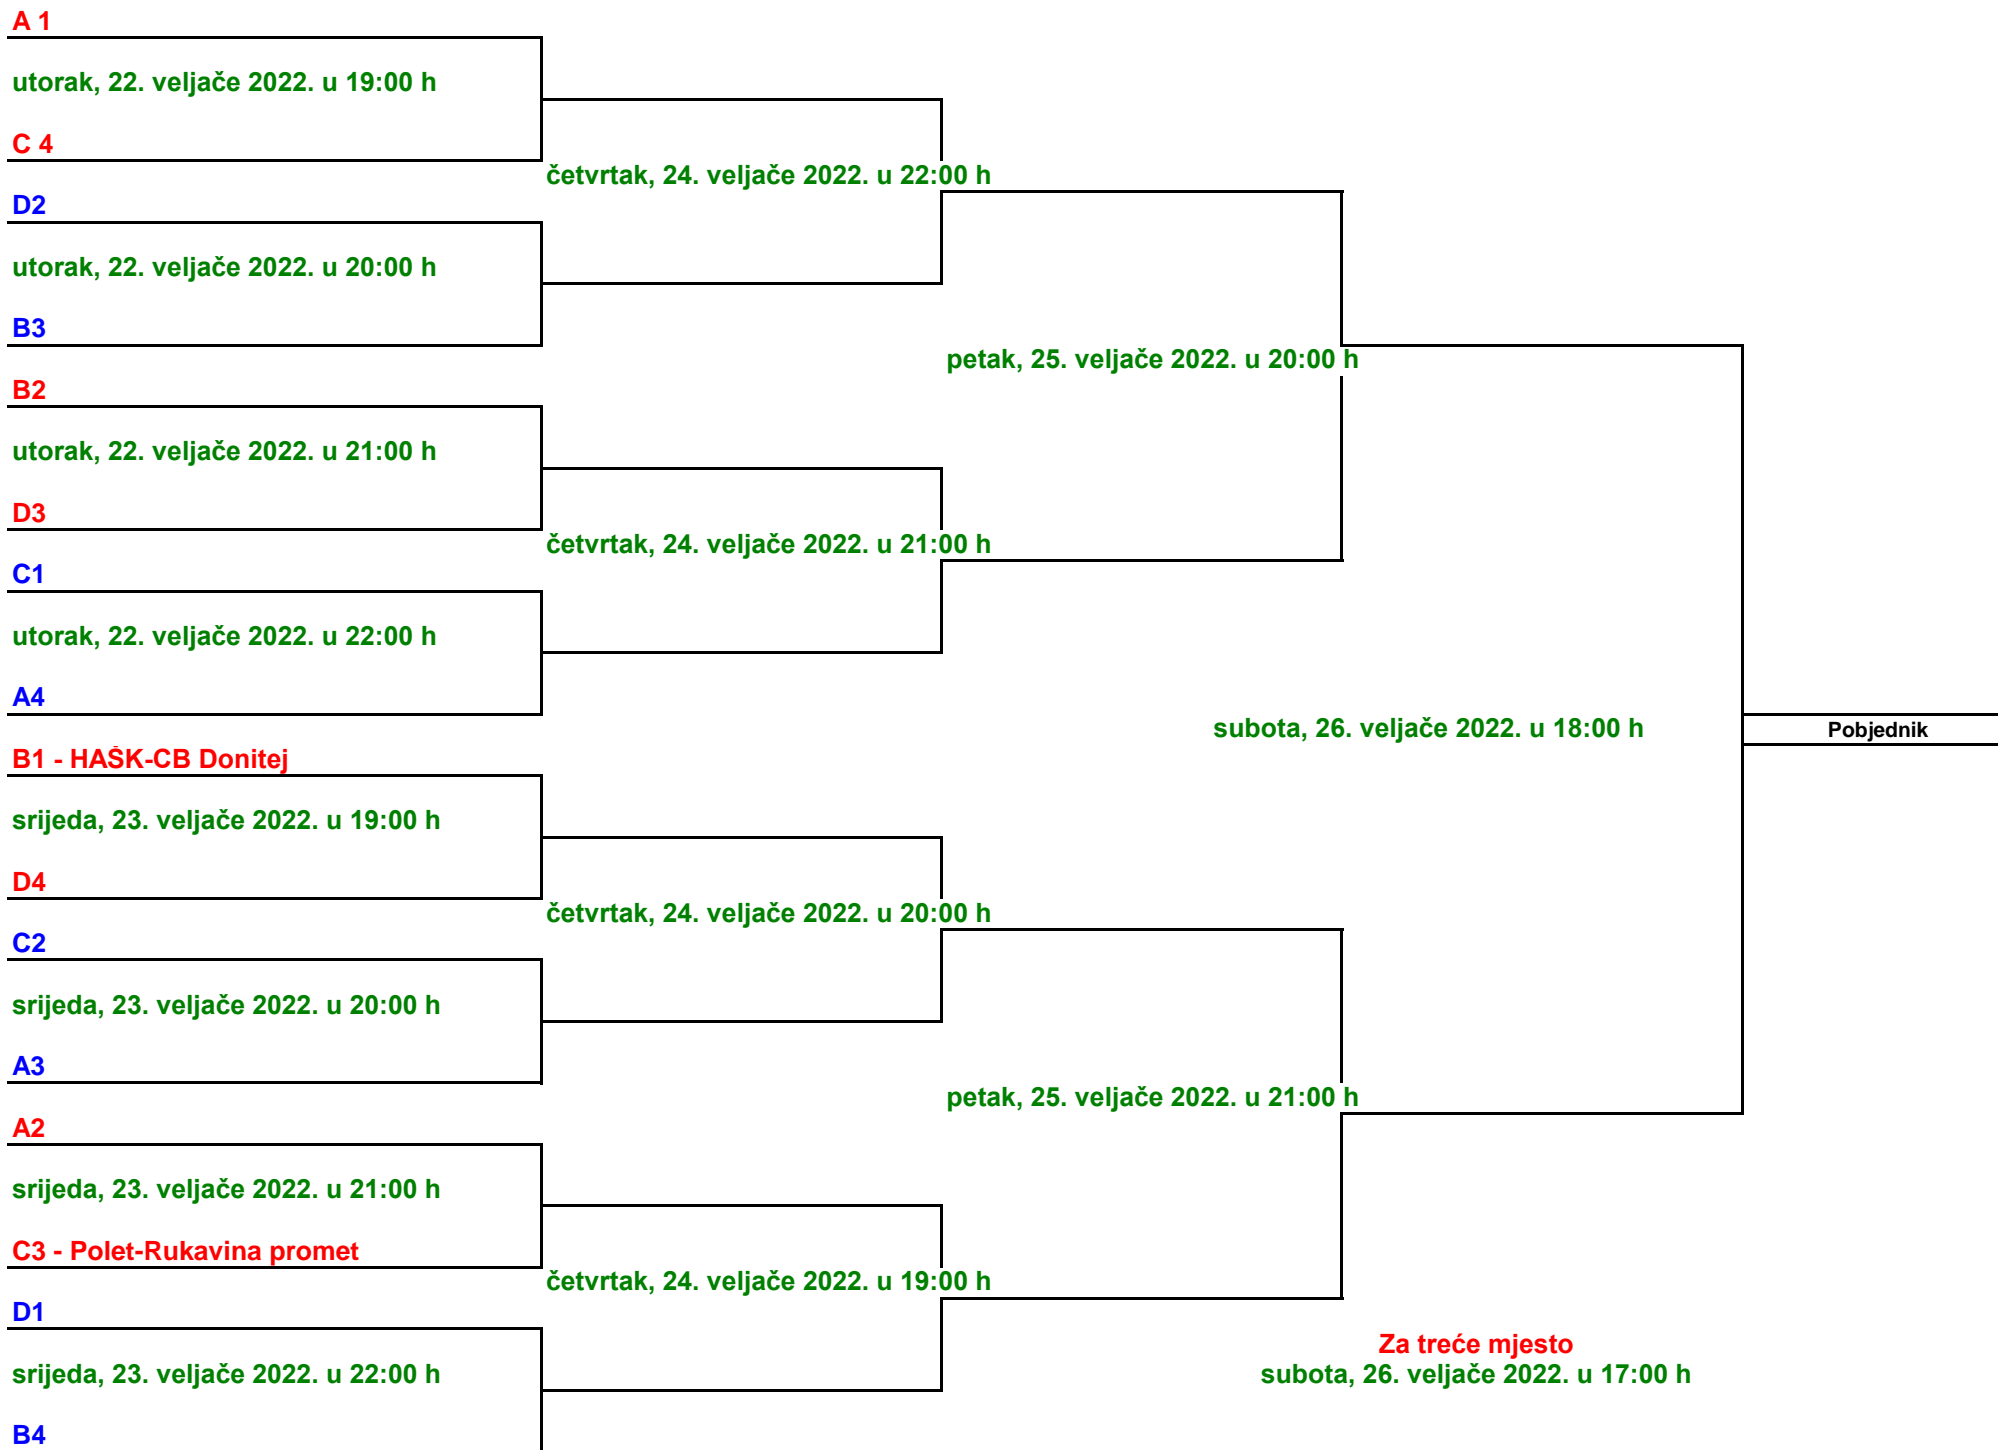 A 1
utorak, 22. veljače 2022. u 19:00 h
C 4
četvrtak, 24. veljače 2022. u 22:00 h
D2
utorak, 22. veljače 2022. u 20:00 h
B3
petak, 25. veljače 2022. u 20:00 h
B2
utorak, 22. veljače 2022. u 21:00 h
D3
četvrtak, 24. veljače 2022. u 21:00 h
C1
utorak, 22. veljače 2022. u 22:00 h
A4
subota, 26. veljače 2022. u 18:00 h
Pobjednik
B1 - HAŠK-CB Donitej
srijeda, 23. veljače 2022. u 19:00 h
D4
četvrtak, 24. veljače 2022. u 20:00 h
C2
srijeda, 23. veljače 2022. u 20:00 h
A3
petak, 25. veljače 2022. u 21:00 h
A2
srijeda, 23. veljače 2022. u 21:00 h
C3 - Polet-Rukavina promet
četvrtak, 24. veljače 2022. u 19:00 h
D1
Za treće mjesto
srijeda, 23. veljače 2022. u 22:00 h
subota, 26. veljače 2022. u 17:00 h
B4